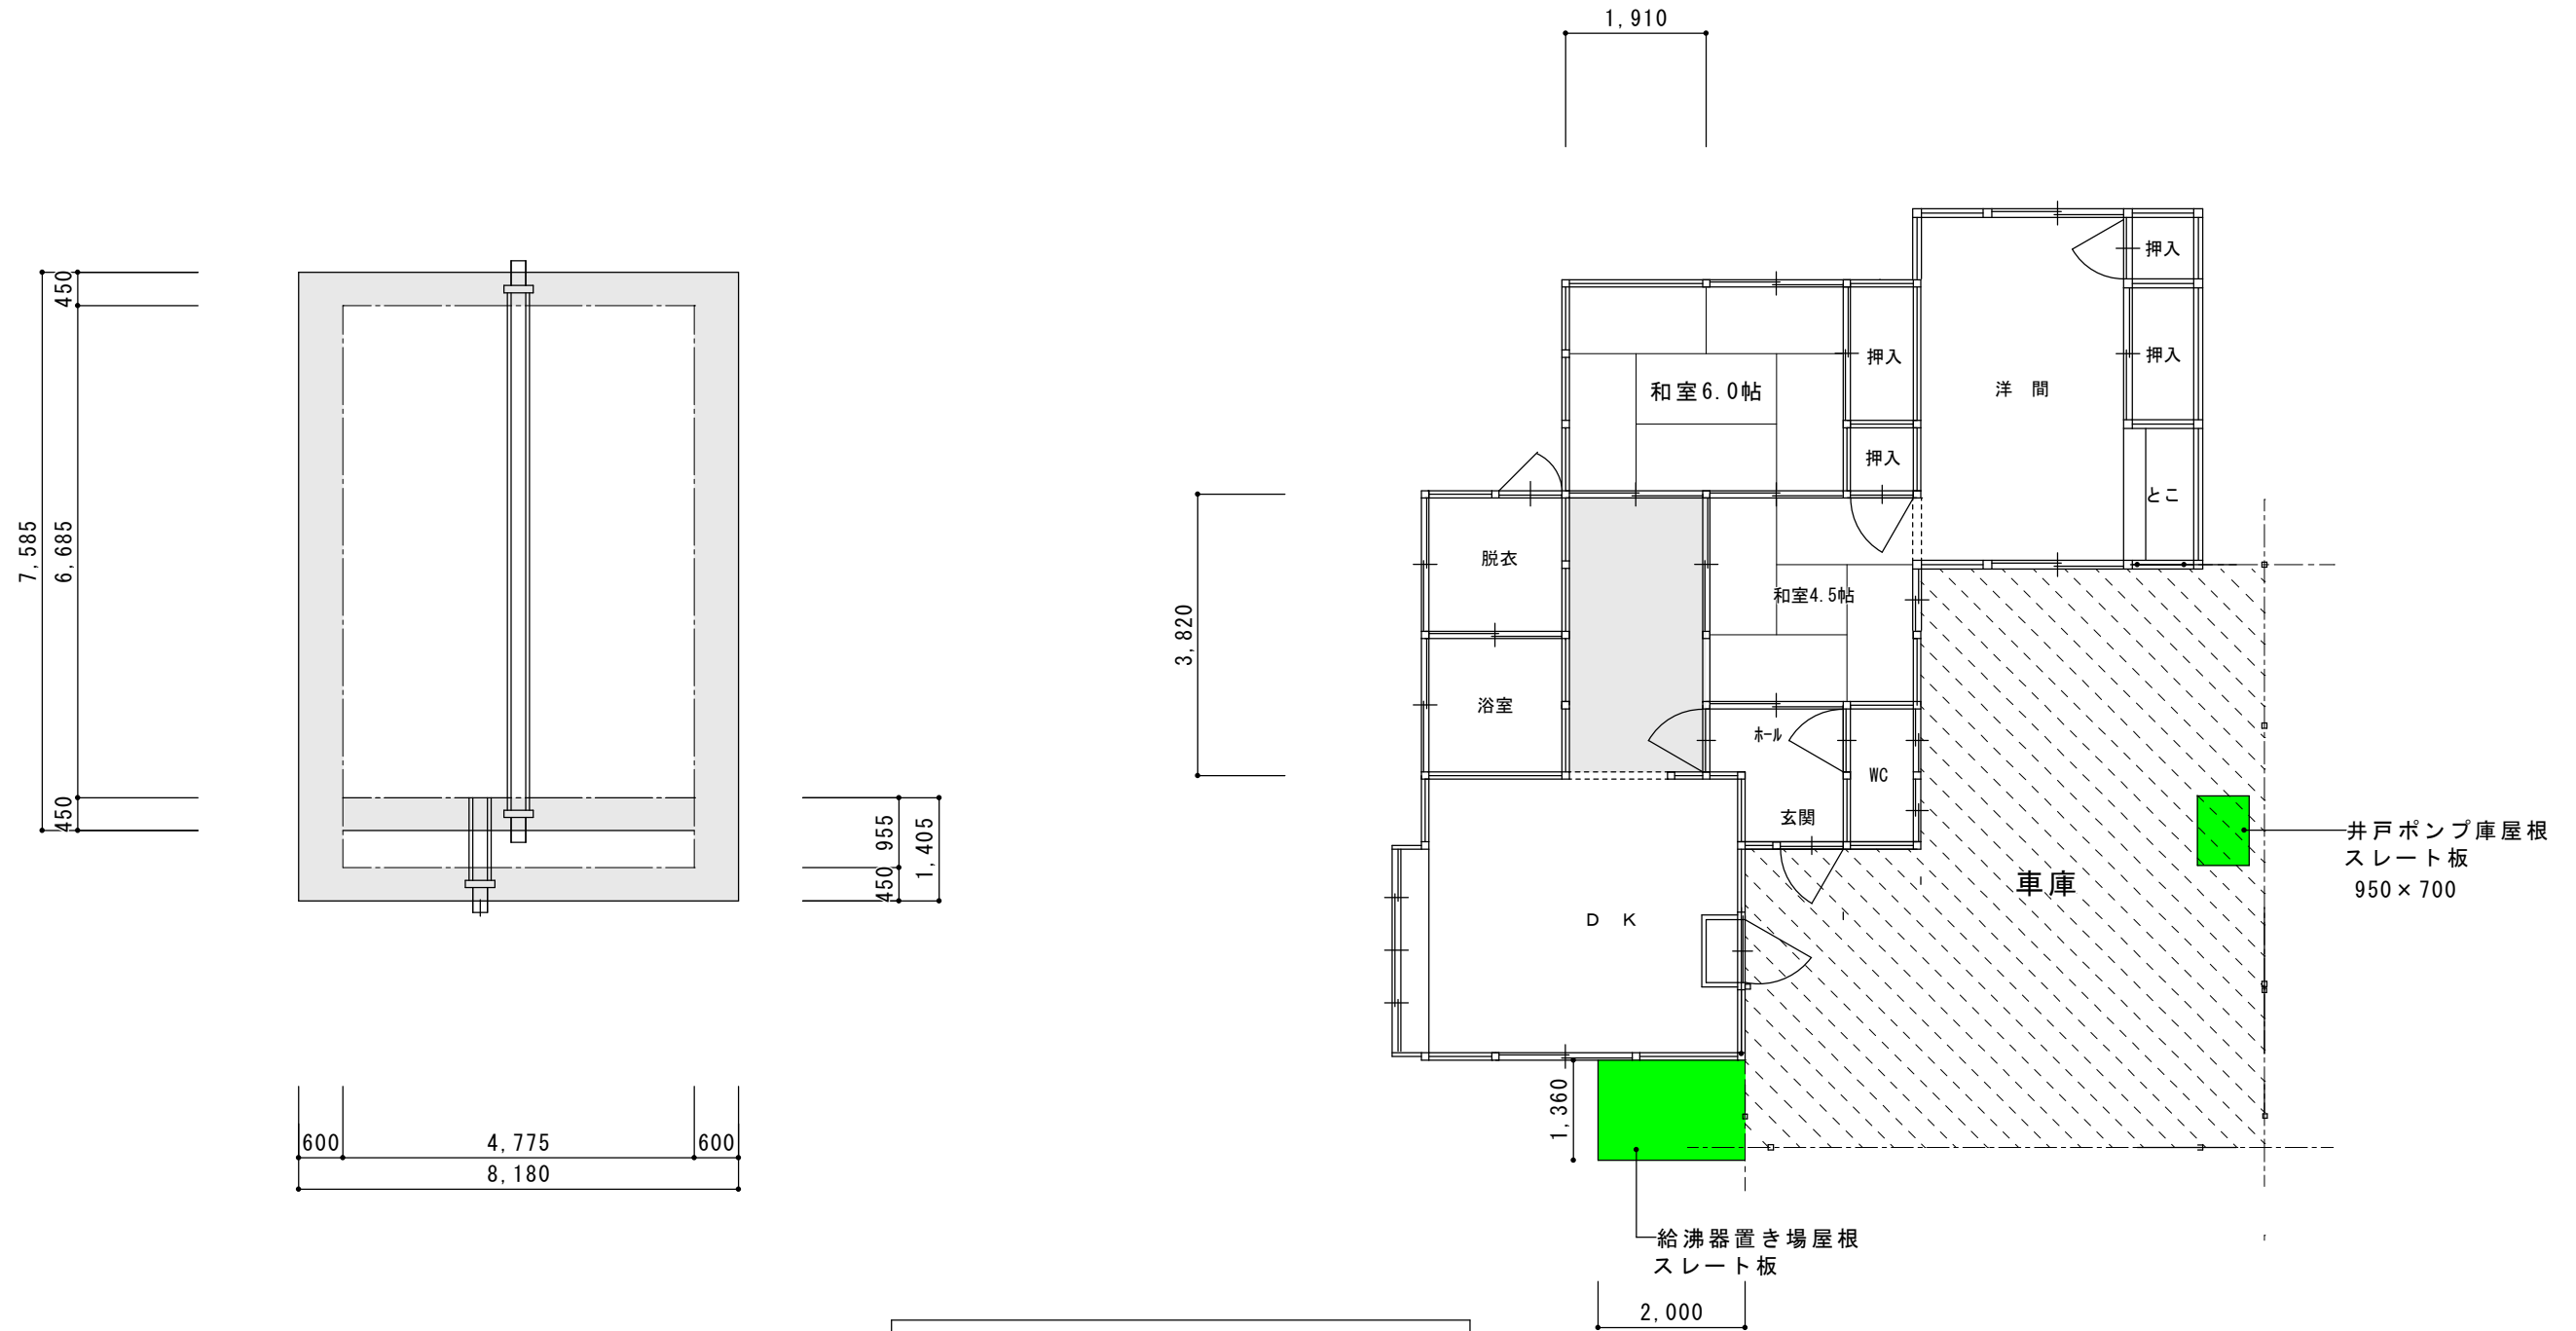 1,910
450
7,585
6,685
450
955
1,405
450
600
4,775
600
8,180
3,820
押入
押入
押入
和室6.0帖
洋 間
押入
とこ
脱衣
和室4.5帖
浴室
ホール
WC
玄関
井戸ポンプ庫屋根
スレート板
950×700
車庫
D K
1,360
給沸器置き場屋根
スレート板
2,000